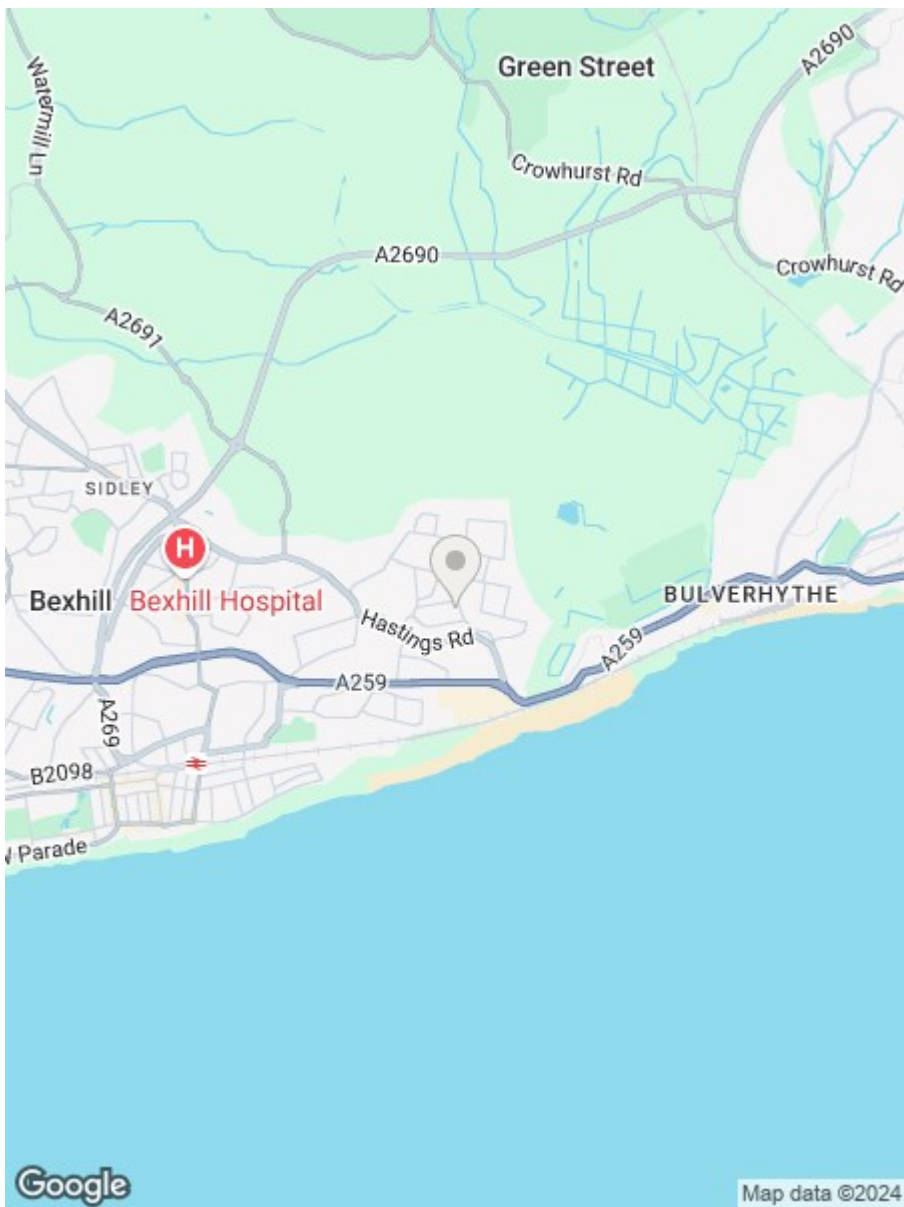 Green Street
A2690
Watermill Ln
Crowhurst Rd
A2690
Crowhurst Rd
A2691
SIDLEY
H
Bexhill
Bexhill Hospital
BULVERHYTHE
Hastings Rd
A259
A259
A269
B2098
W Parade
Google
Map data ©2024